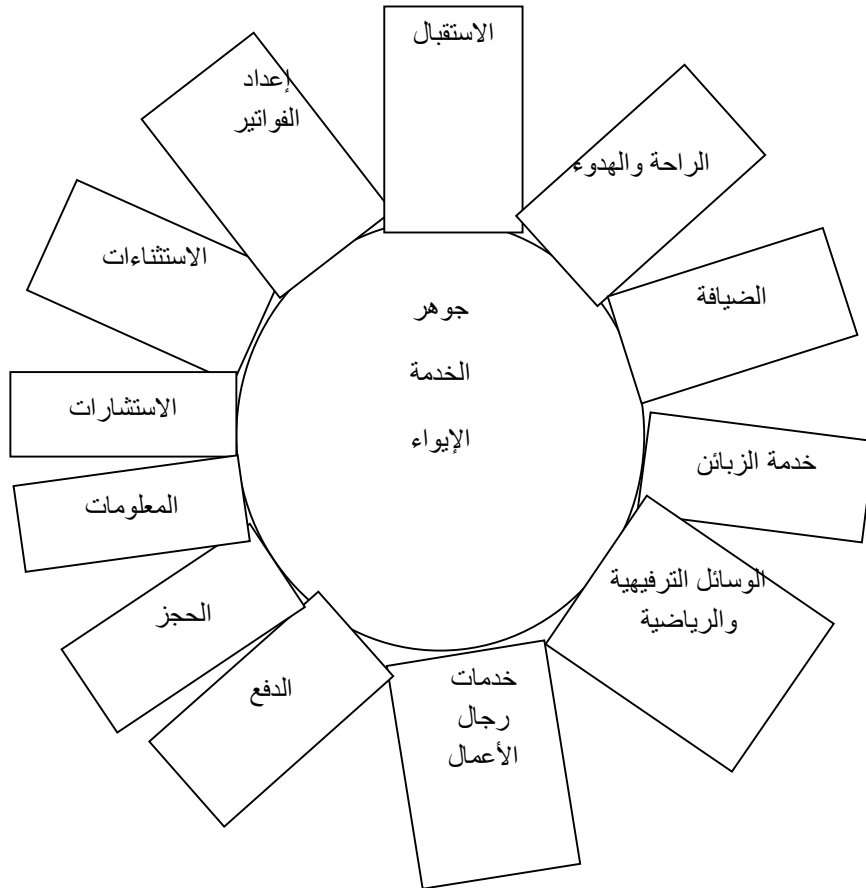 الاستقبال
الراحة والهدوء
الضيافة
خدمة الزبائن
الوسائل الترفيهية
والرياضية
خدمات
رجال
الأعمال
الدفع
الحجز
المعلومات
الاستشارات
الاستثناءات
إعداد
الفواتير
جوهر
الخدمة
الإيواء